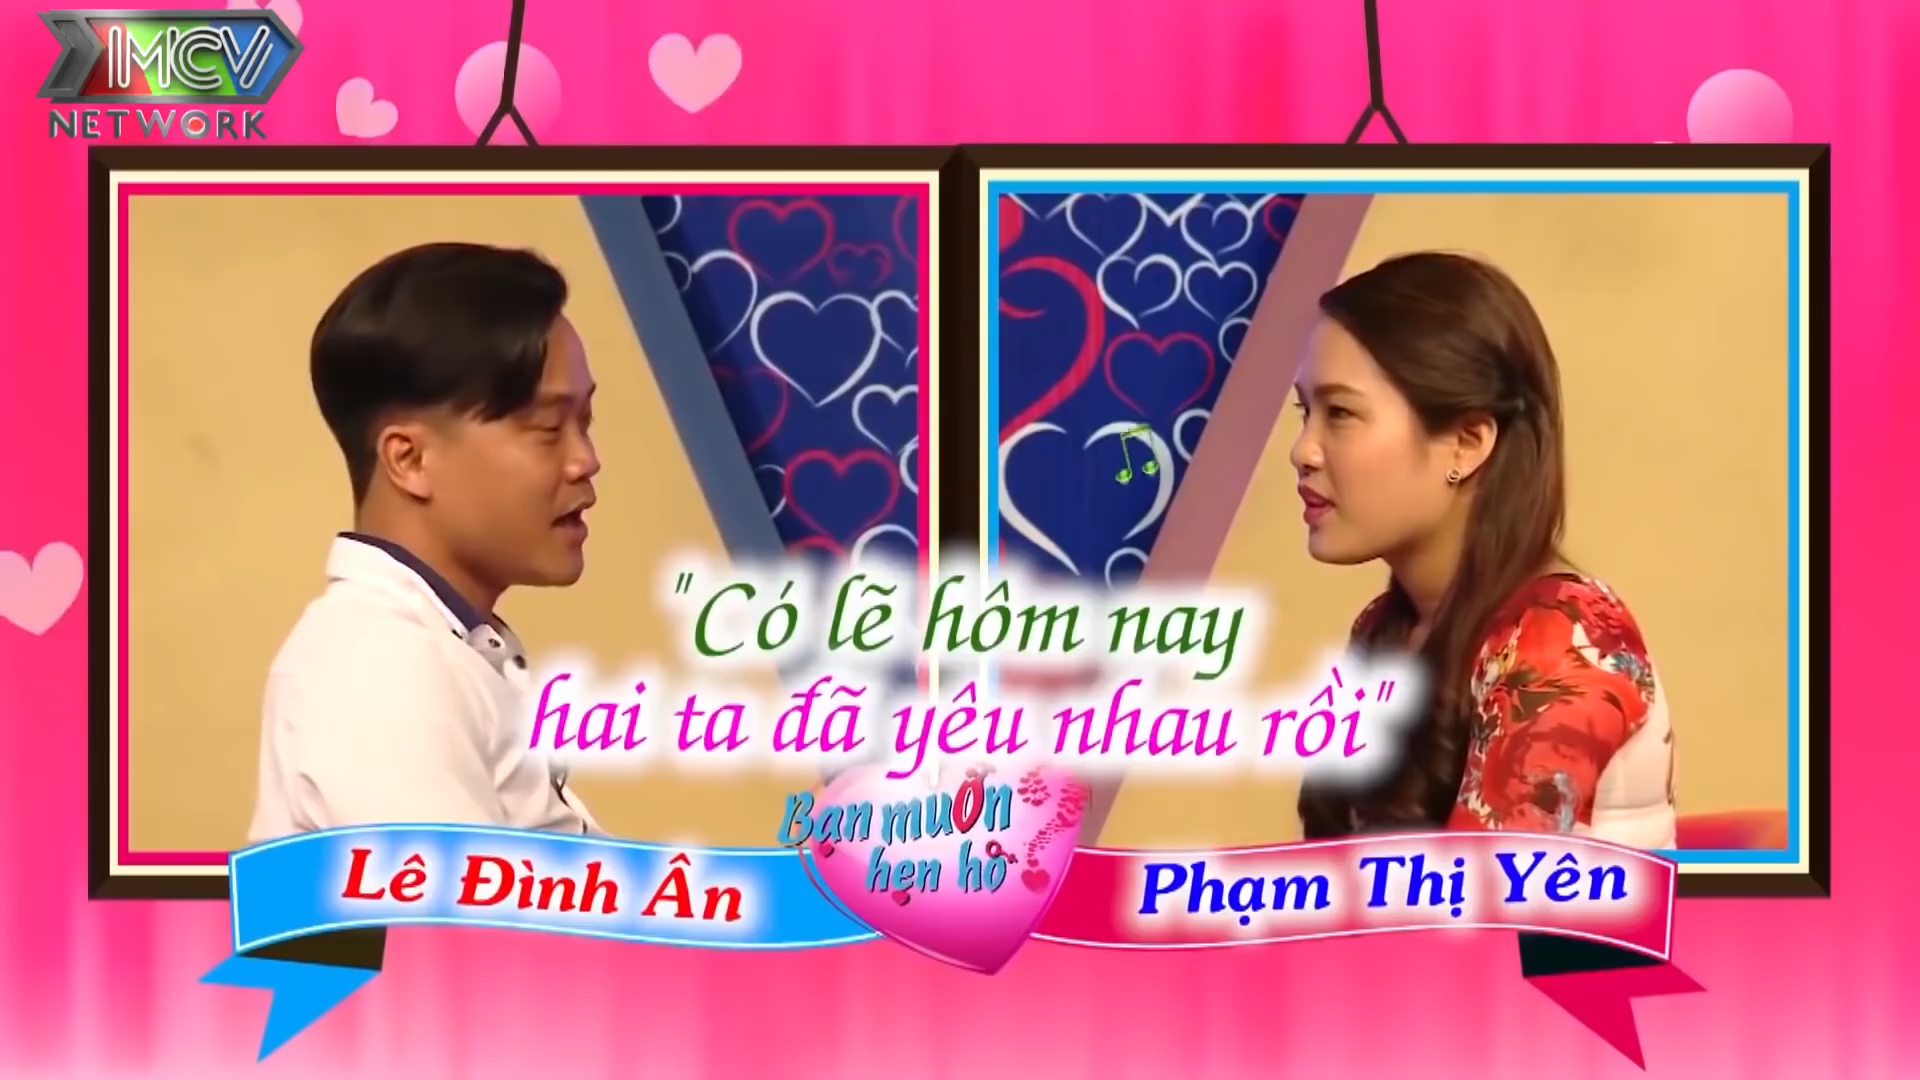 MCV
NETWORK
"Có lẽ hôm nay
hai ta đã yêu nhau rồi"
Bạn muốn
hẹn hò
Lê Đình Ân
Phạm Thị Yên